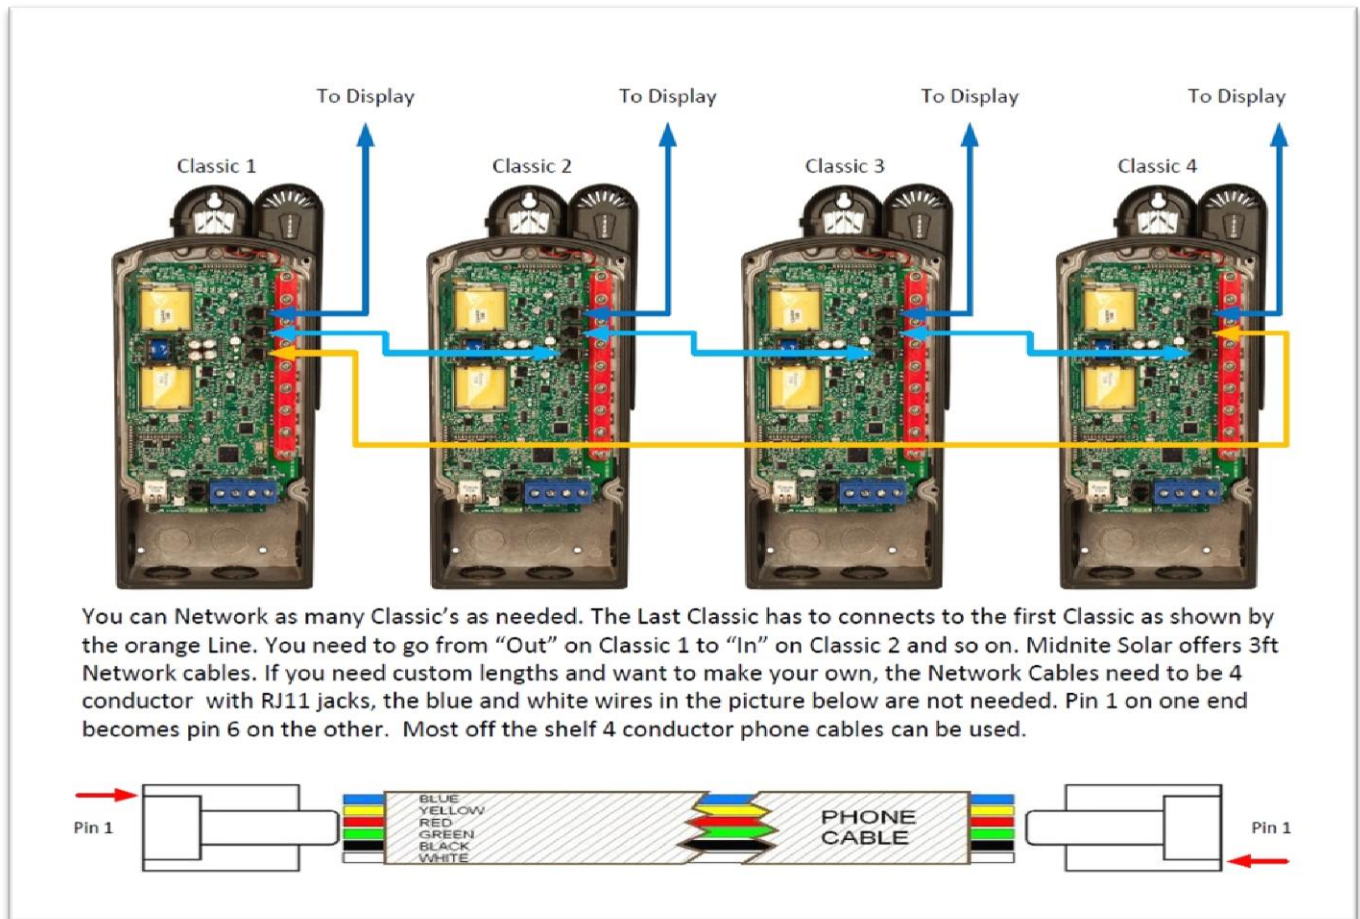 To Display
To Display
To Display
To Display
Classic 1
Classic 2
Classic 3
Classic 4
You can Network as many Classic's as needed. The Last Classic has to connects to the first Classic as shown by
the orange Line. You need to go from “Out” on Classic 1 to “In” on Classic 2 and so on. Midnite Solar offers 3ft
Network cables. If you need custom lengths and want to make your own, the Network Cables need to be 4
conductor with RJ11 jacks, the blue and white wires in the picture below are not needed. Pin 1 on one end
becomes pin 6 on the other. Most off the shelf 4 conductor phone cables can be used.
Pin 1
BLUE
YELLOW
RED
GREEN
BLACK
WHITE
PHONE
CABLE
Pin 1